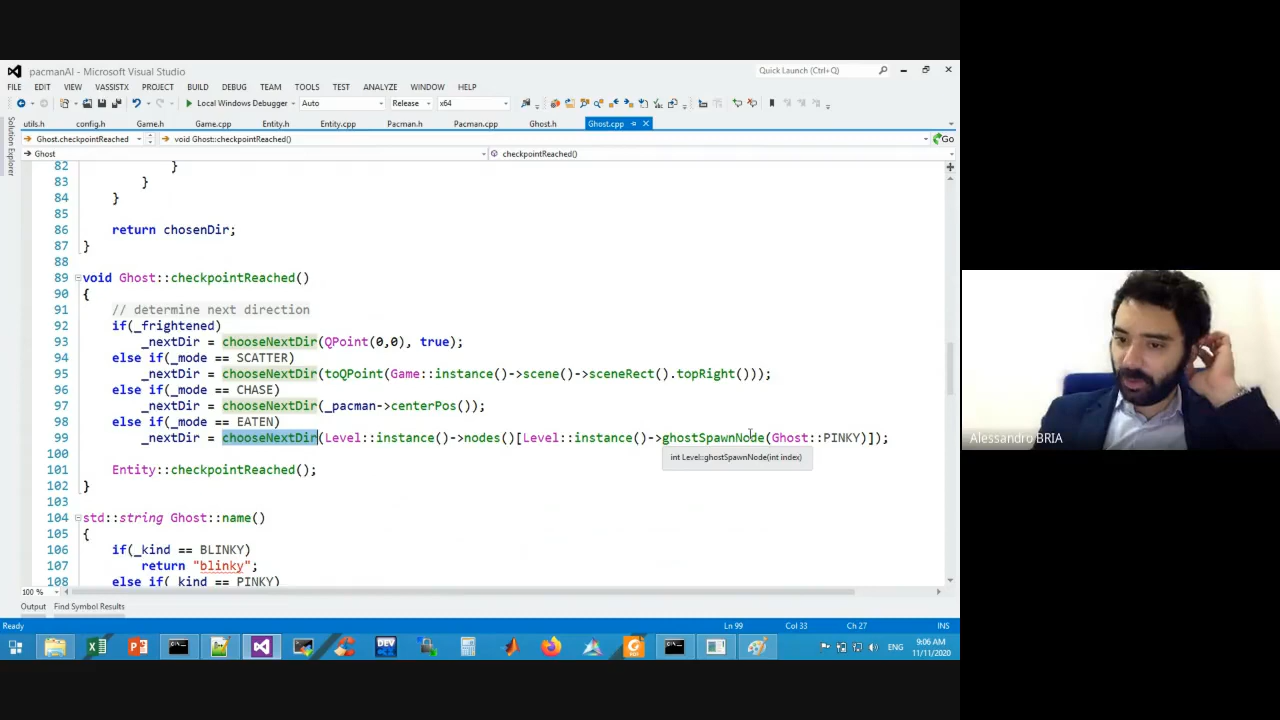 pacmanAI - Microsoft Visual Studio
Quick Launch (Ctrl+Q)
FILE EDIT VIEW VASSISTX PROJECT BUILD DEBUG TEAM TOOLS TEST ANALYZE WINDOW HELP
Local Windows Debugger Auto Release x64
utils.h config.h Game.h Game.cpp Entity.h Entity.cpp Pacman.h Pacman.cpp Ghost.h Ghost.cpp
Ghost.checkpointReached void Ghost::checkpointReached() Go
Ghost checkpointReached()
Solution Explorer
82 }
83 }
84 }
85
86 return chosenDir;
87 }
88
89 void Ghost::checkpointReached()
90 {
91 // determine next direction
92 if(_frightened)
93 _nextDir = chooseNextDir(QPoint(0,0), true);
94 else if(_mode == SCATTER)
95 _nextDir = chooseNextDir(toQPoint(Game::instance()->scene()->sceneRect().topRight()));
96 else if(_mode == CHASE)
97 _nextDir = chooseNextDir(_pacman->centerPos());
98 else if(_mode == EATEN)
99 _nextDir = chooseNextDir(Level::instance()->nodes()[Level::instance()->ghostSpawnNode(Ghost::PINKY)]);
int Level::ghostSpawnNode(int index)
100
101 Entity::checkpointReached();
102 }
103
104 std::string Ghost::name()
105 {
106 if(_kind == BLINKY)
107 return "blinky";
108 else if(_kind == PINKY)
100 %
Output Find Symbol Results
Ready Ln 99 Col 33 Ch 27 INS
DEV
ENG
9:06 AM
11/11/2020
Alessandro BRIA